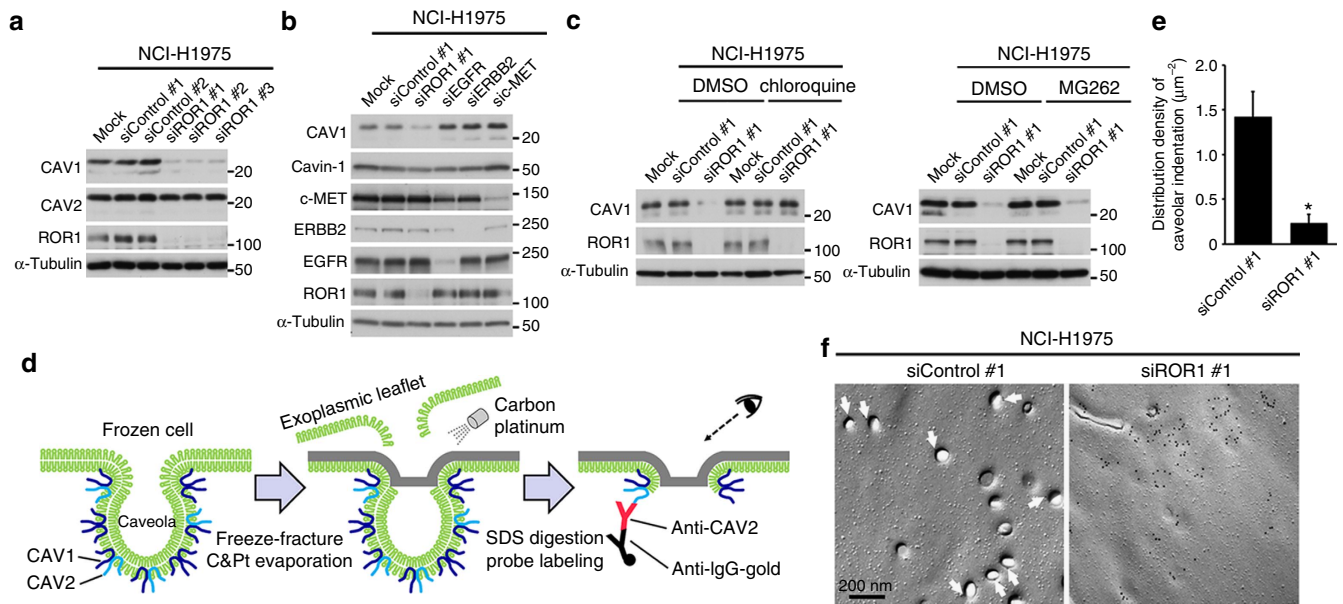 a
NCI-H1975
Mock
siControl #1
siControl #2
siROR1 #1
siROR1 #2
siROR1 #3
CAV1
20
CAV2
20
ROR1
100
α-Tubulin
50
b
NCI-H1975
Mock
siControl #1
siROR1 #1
siEGFR
siERBB2
sic-MET
CAV1
20
Cavin-1
50
c-MET
150
ERBB2
250
EGFR
250
ROR1
100
α-Tubulin
50
c
NCI-H1975
DMSO chloroquine
Mock
siControl #1
siROR1 #1
Mock
siControl #1
siROR1 #1
CAV1
20
ROR1
100
α-Tubulin
50
NCI-H1975
DMSO MG262
Mock
siControl #1
siROR1 #1
Mock
siControl #1
siROR1 #1
CAV1
20
ROR1
100
α-Tubulin
50
e
Distribution density of
caveolar indentation (μm⁻²)
2.0
1.5
1.0
0.5
0
*
siControl #1
siROR1 #1
d
Frozen cell
Caveola
CAV1
CAV2
Freeze-fracture
C&Pt evaporation
Exoplasmic leaflet
Carbon
platinum
SDS digestion
probe labeling
Anti-CAV2
Anti-IgG-gold
f
NCI-H1975
siControl #1
siROR1 #1
200 nm